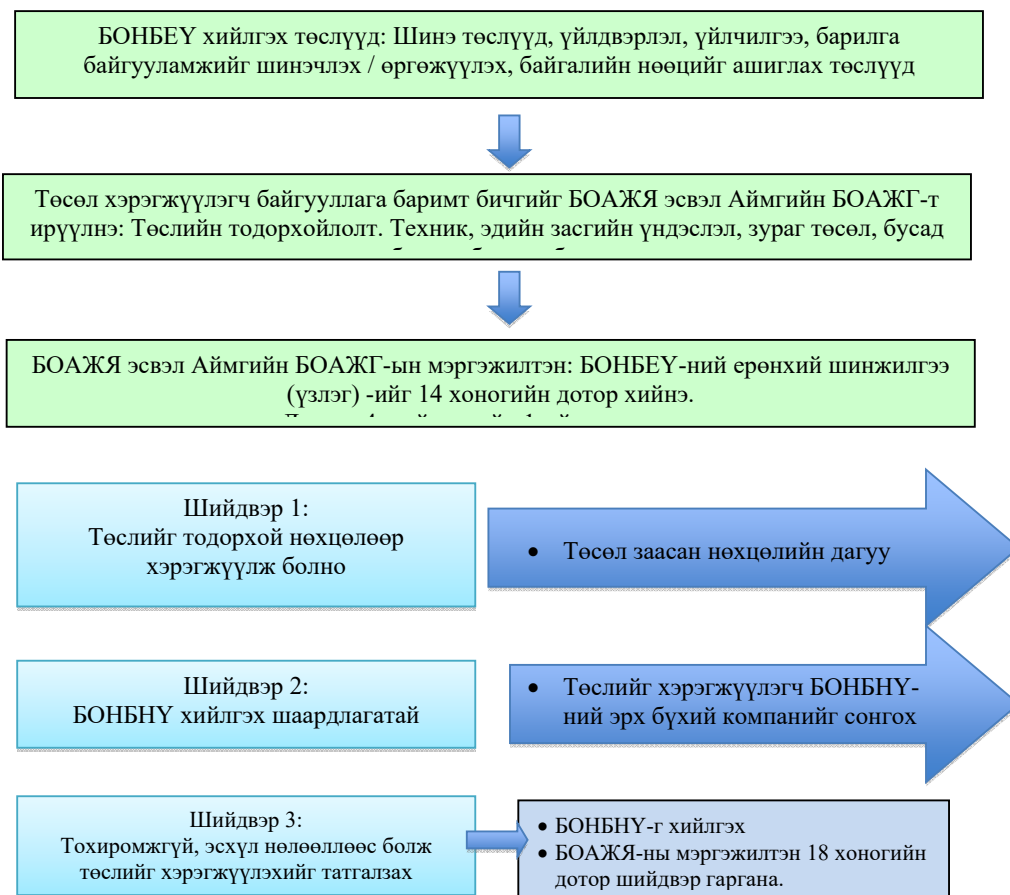 БОНБЕҮ хийлгэх төслүүд: Шинэ төслүүд, үйлдвэрлэл, үйлчилгээ, барилга
байгууламжийг шинэчлэх / өргөжүүлэх, байгалийн нөөцийг ашиглах төслүүд
Төсөл хэрэгжүүлэгч байгууллага баримт бичгийг БОАЖЯ эсвэл Аймгийн БОАЖГ-т
ирүүлнэ: Төслийн тодорхойлолт. Техник, эдийн засгийн үндэслэл, зураг төсөл, бусад
БОАЖЯ эсвэл Аймгийн БОАЖГ-ын мэргэжилтэн: БОНБЕҮ-ний ерөнхий шинжилгээ
(үзлэг) -ийг 14 хоногийн дотор хийнэ.
Шийдвэр 1:
Төслийг тодорхой нөхцөлөөр
хэрэгжүүлж болно
• Төсөл заасан нөхцөлийн дагуу
Шийдвэр 2:
БОНБНҮ хийлгэх шаардлагатай
• Төслийг хэрэгжүүлэгч БОНБНҮ-
ний эрх бүхий компанийг сонгох
Шийдвэр 3:
Тохиромжгүй, эсхүл нөлөөллөөс болж
төслийг хэрэгжүүлэхийг татгалзах
• БОНБНҮ-г хийлгэх
• БОАЖЯ-ны мэргэжилтэн 18 хоногийн
дотор шийдвэр гаргана.